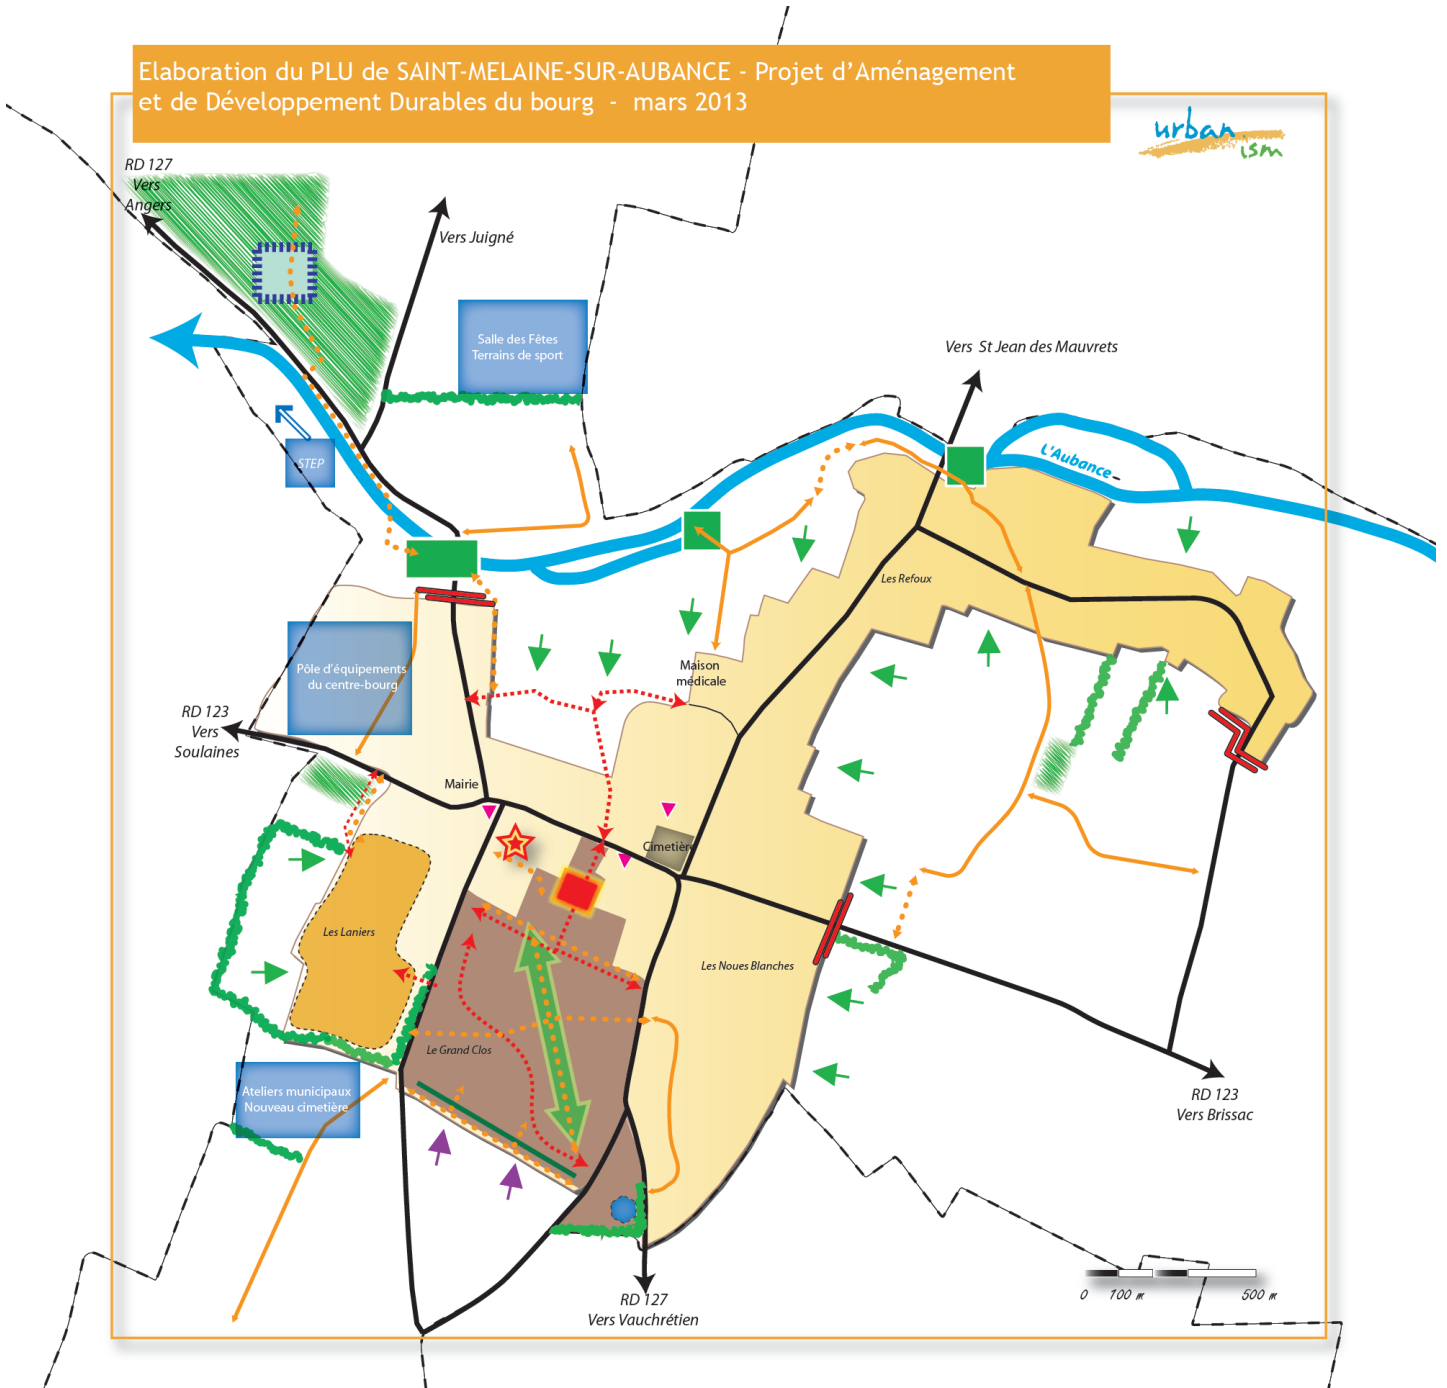 Elaboration du PLU de SAINT-MELAINE-SUR-AUBANCE - Projet d’Aménagement
et de Développement Durables du bourg - mars 2013
urban
ism
RD 127
Vers
Angers
Vers Juigné
Salle des Fêtes
Terrains de sport
Vers St Jean des Mauvrets
L'Aubance
STEP
Les Refoux
Pôle d'équipements
du centre-bourg
Maison
médicale
RD 123
Vers
Soulaines
Mairie
Cimetière
Les Laniers
Les Noues Blanches
Le Grand Clos
Ateliers municipaux
Nouveau cimetière
RD 123
Vers Brissac
RD 127
Vers Vauchrétien
0 100 m 500 m